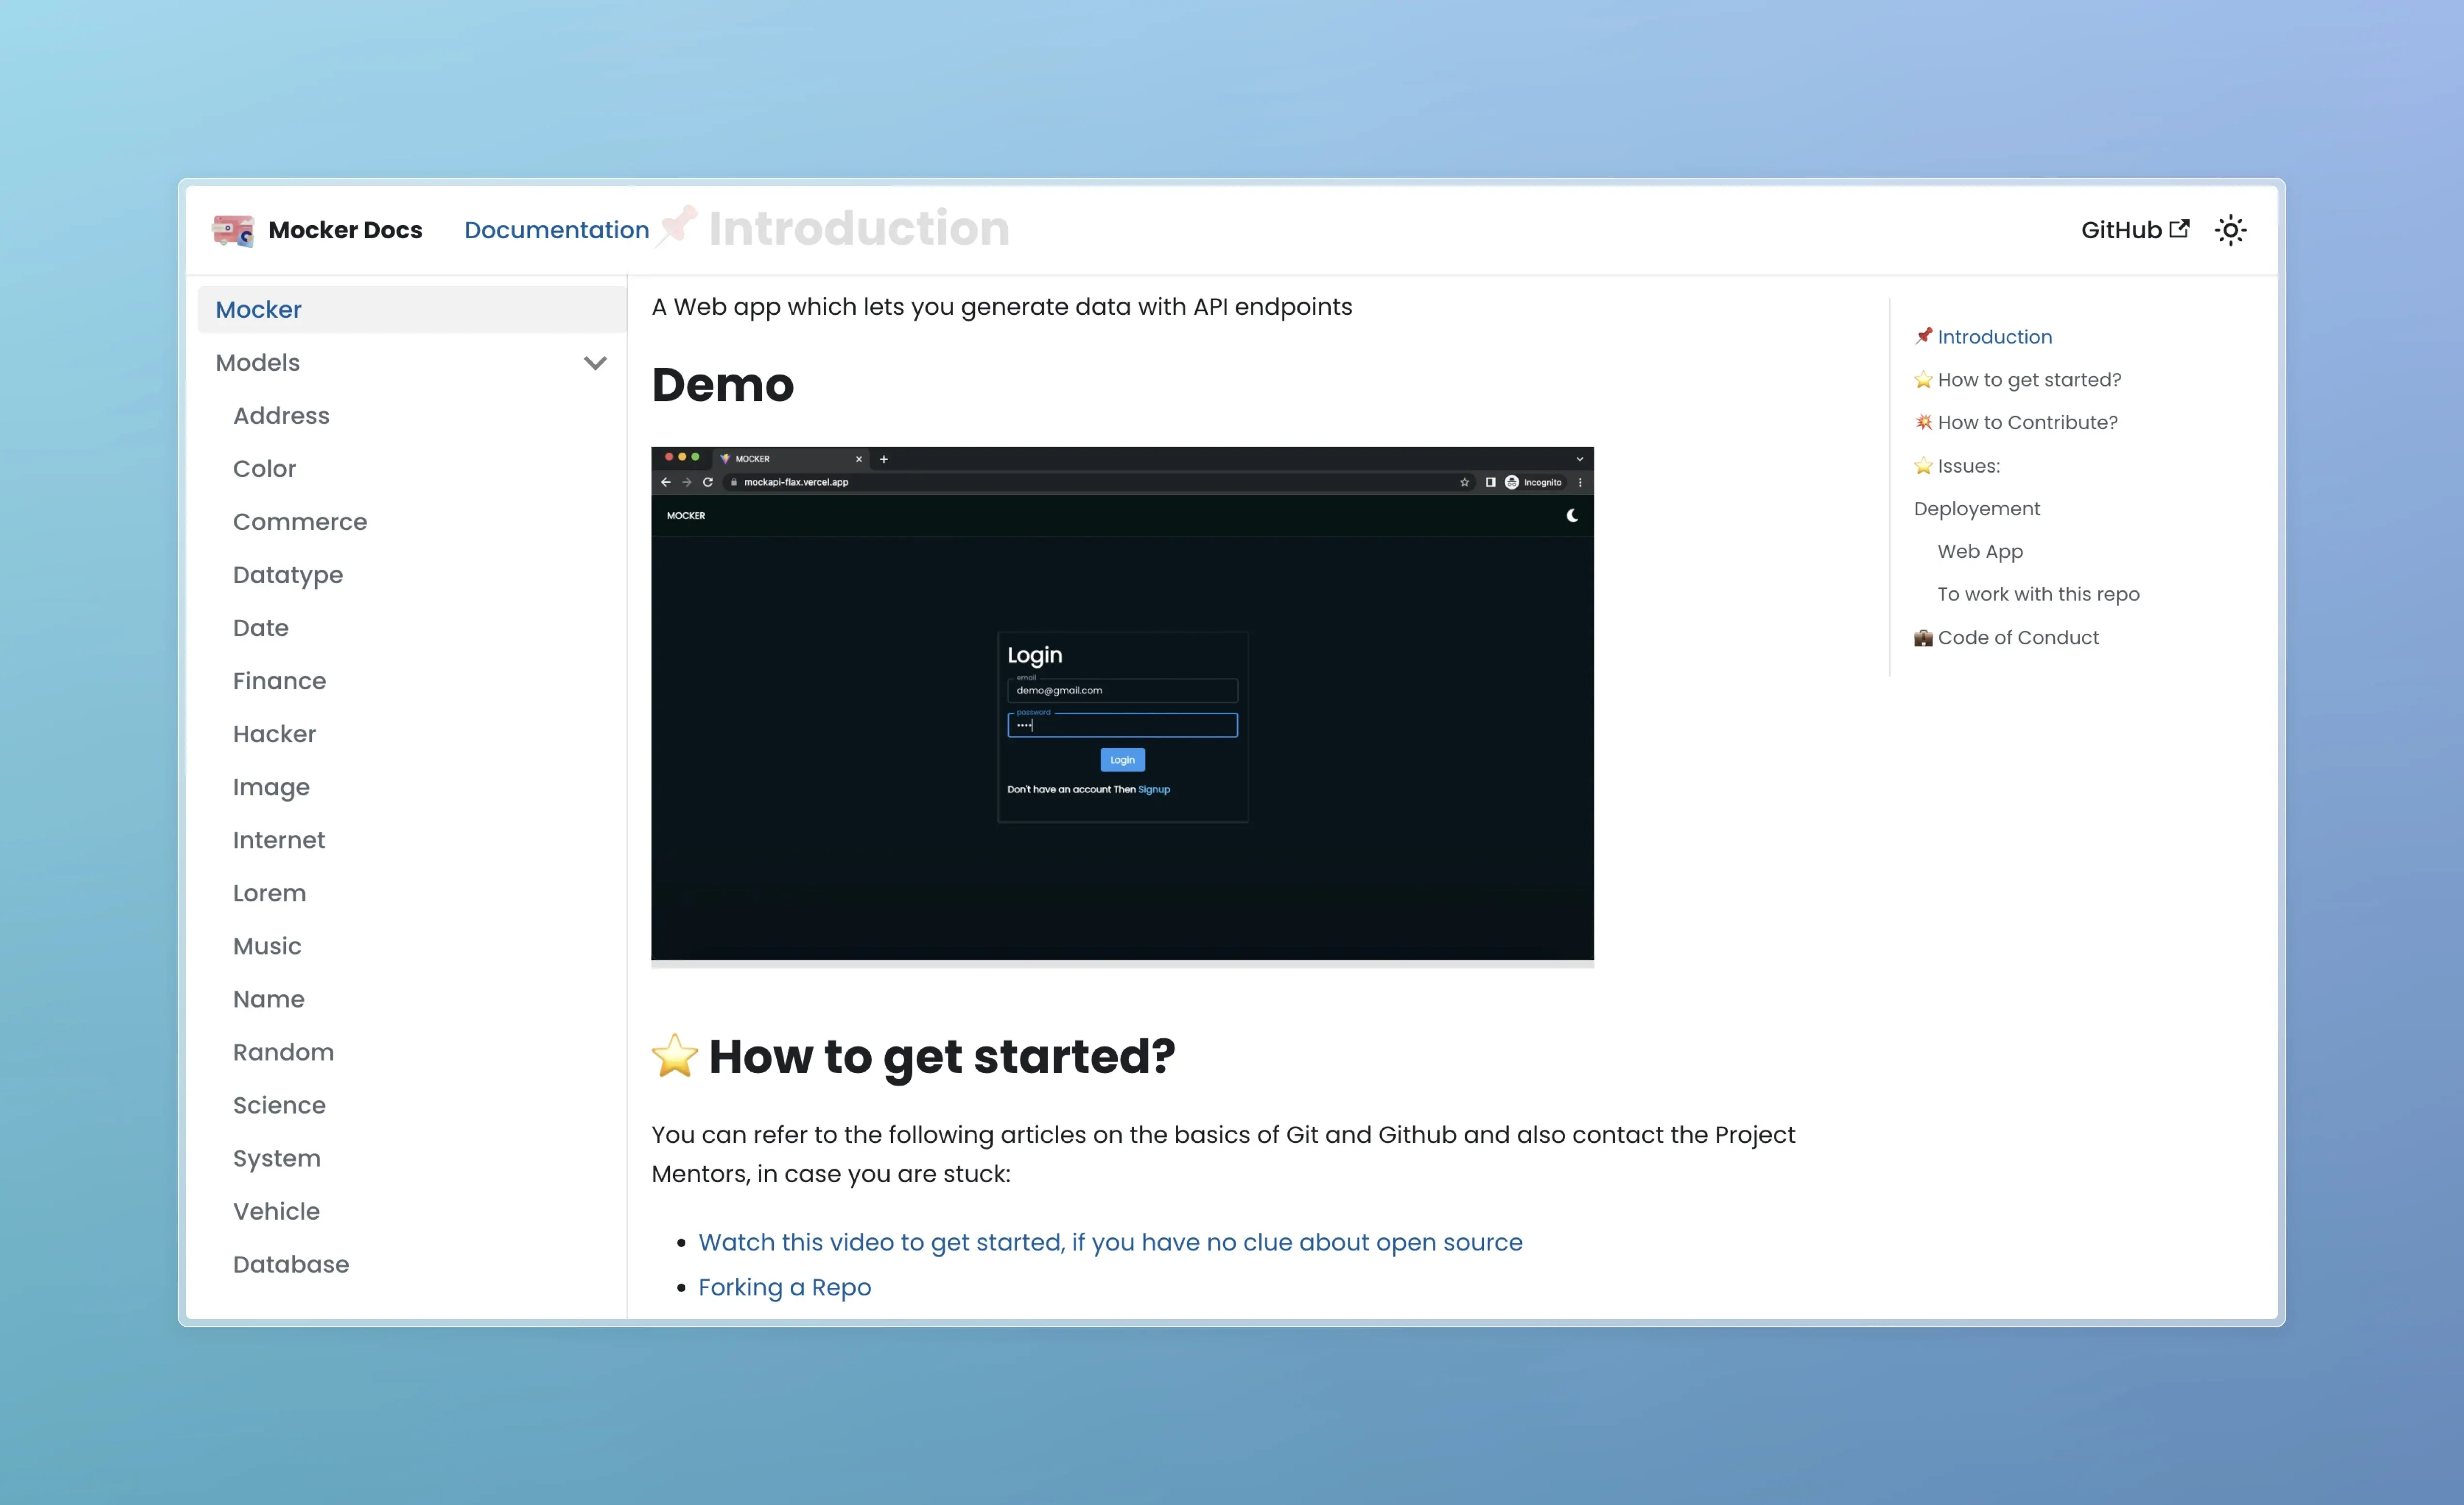 Mocker Docs
Documentation
📌 Introduction
GitHub
Mocker
Models
Address
Color
Commerce
Datatype
Date
Finance
Hacker
Image
Internet
Lorem
Music
Name
Random
Science
System
Vehicle
Database
A Web app which lets you generate data with API endpoints
Demo
MOCKER
mockapi-flax.vercel.app
Incognito
MOCKER
Login
email
demo@gmail.com
password
••••
Login
Don't have an account Then Signup
⭐ How to get started?
You can refer to the following articles on the basics of Git and Github and also contact the Project
Mentors, in case you are stuck:
• Watch this video to get started, if you have no clue about open source
• Forking a Repo
📌 Introduction
⭐ How to get started?
💥 How to Contribute?
⭐ Issues:
Deployement
Web App
To work with this repo
💼 Code of Conduct